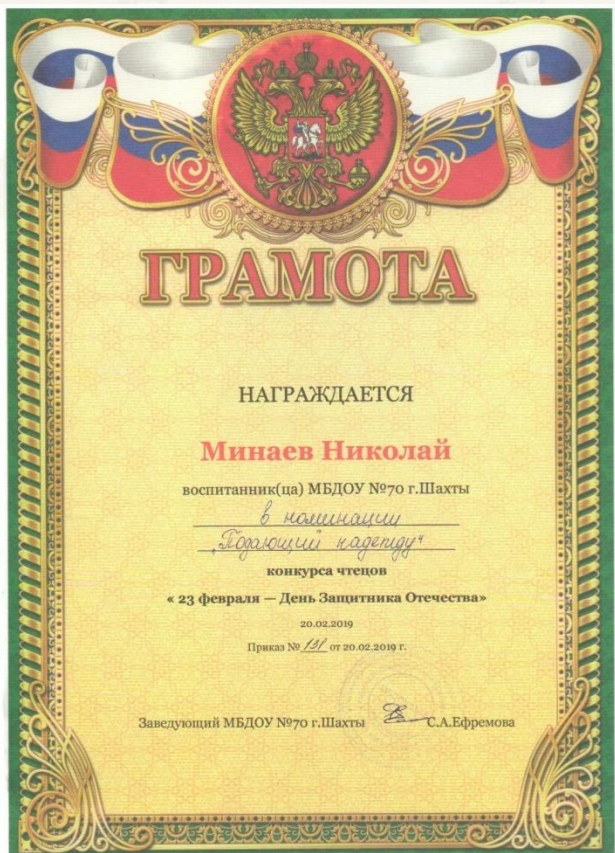 ГРАМОТА
НАГРАЖДАЕТСЯ
Минаев Николай
воспитанник(ца) МБДОУ №70 г.Шахты
в номинации
„Подающий надежду"
конкурса чтецов
« 23 февраля — День Защитника Отечества»
20.02.2019
Приказ № 131 от 20.02.2019 г.
Заведующий МБДОУ №70 г.Шахты С.А.Ефремова